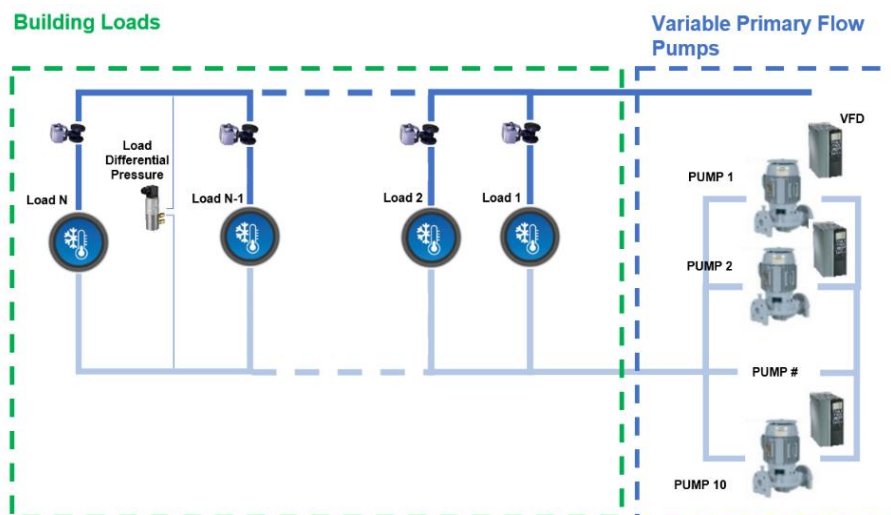 Building Loads
Variable Primary Flow
Pumps
VFD
Load
Differential
Pressure
PUMP 1
Load N
Load N-1
Load 2
Load 1
PUMP 2
PUMP #
PUMP 10